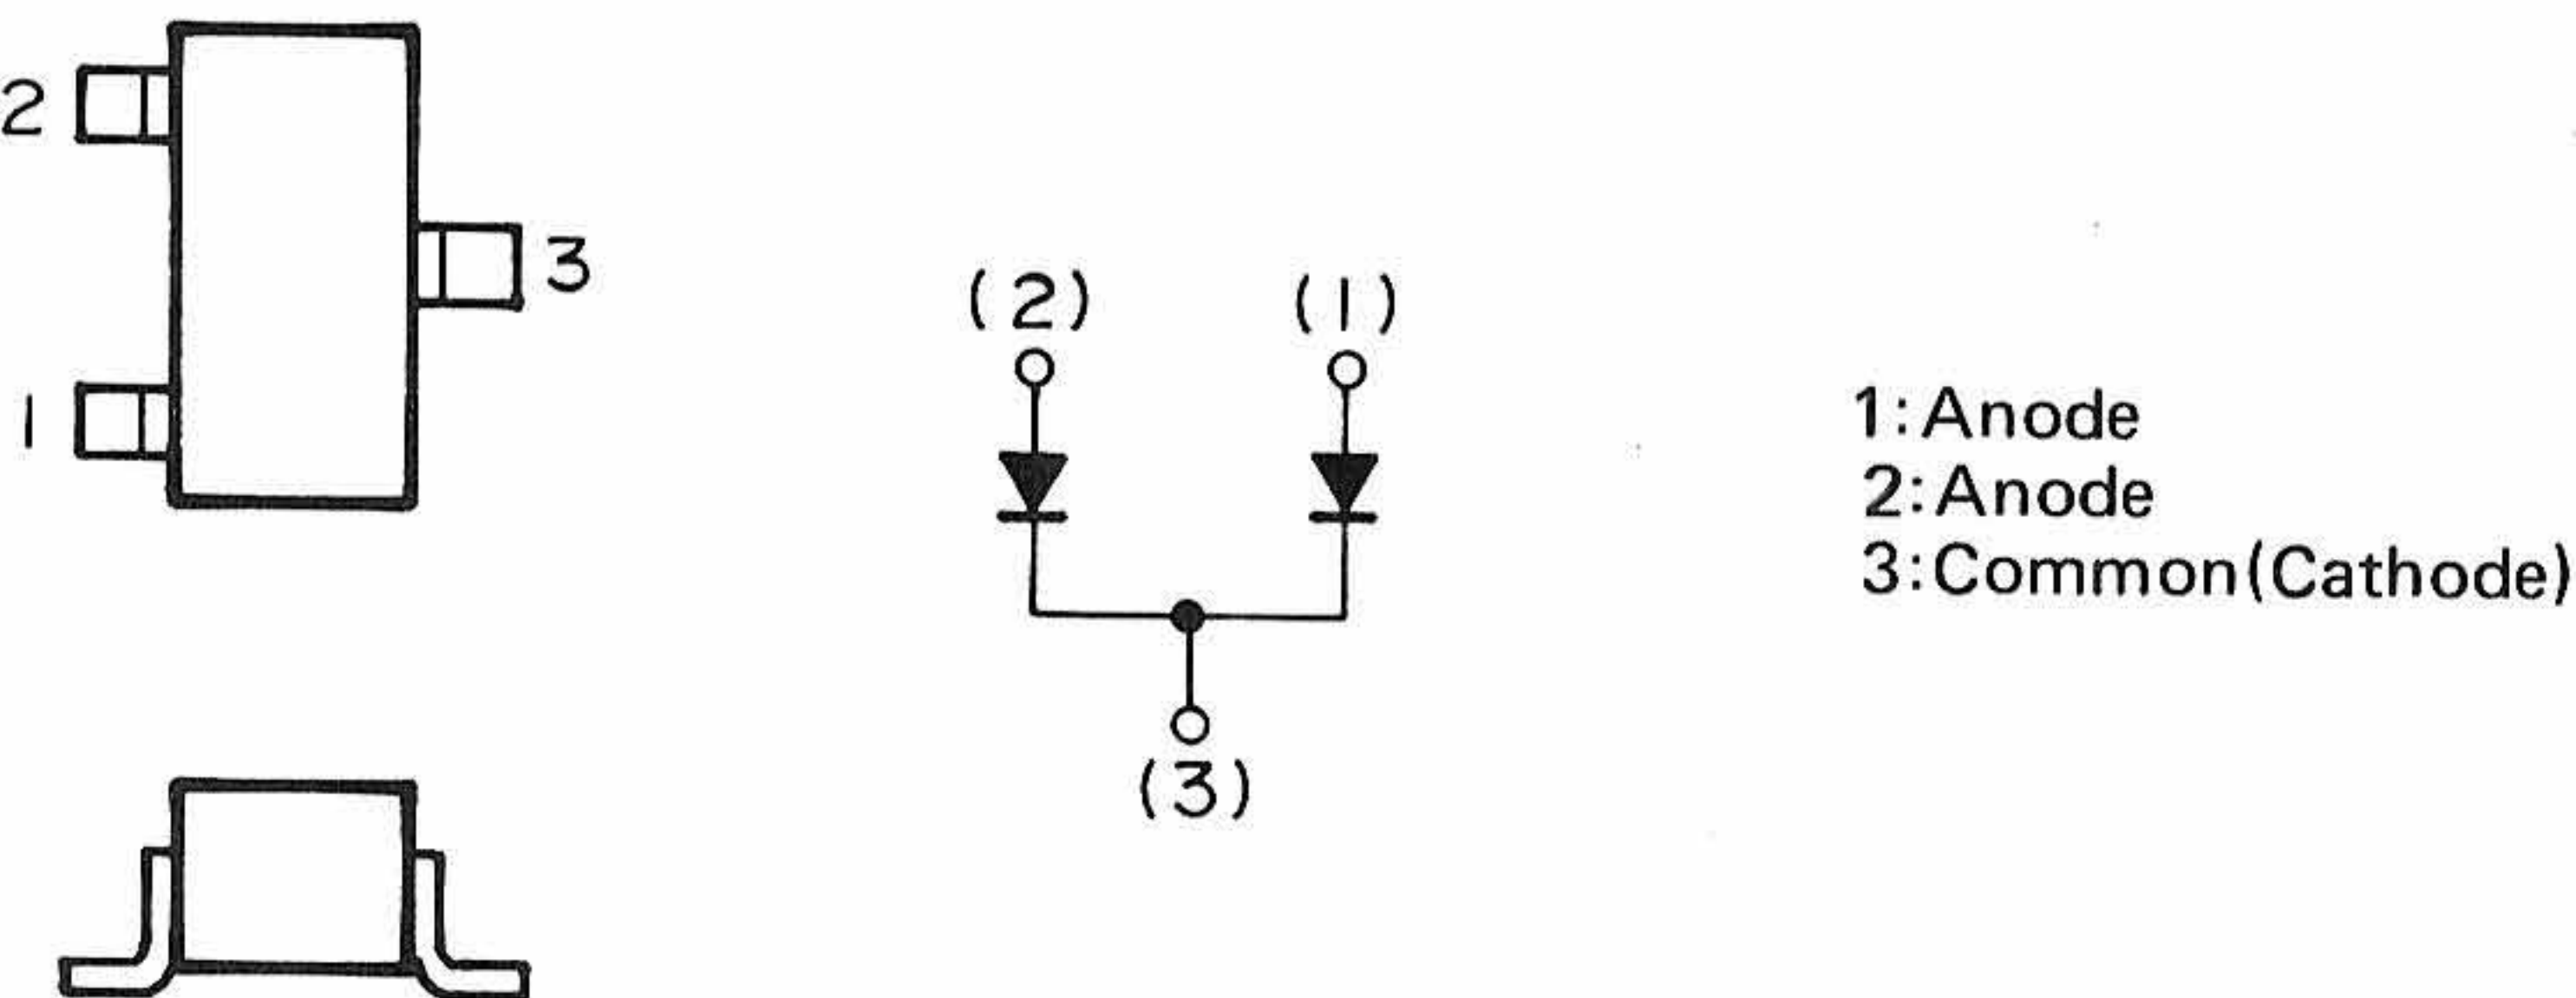 2
3
1
(2) (1)
(3)
1:Anode
2:Anode
3:Common(Cathode)